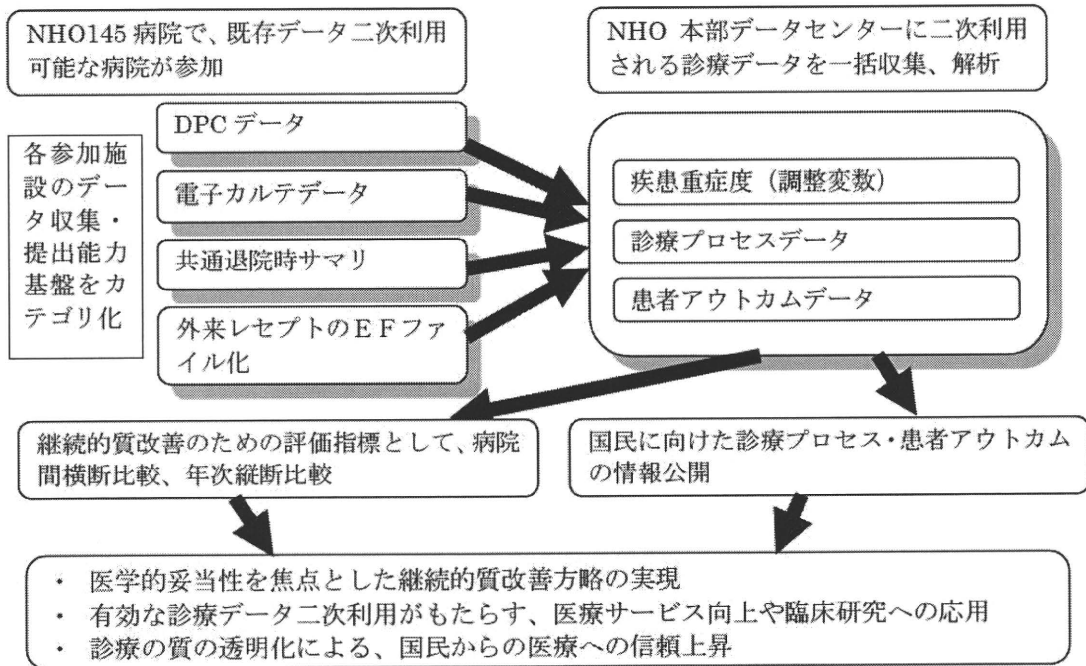 NHO145病院で、既存データ二次利用
可能な病院が参加
NHO 本部データセンターに二次利用
される診療データを一括収集、解析
各参加施
設のデー
タ収集・
提出能力
基盤をカ
テゴリ化
DPCデータ
電子カルテデータ
共通退院時サマリ
外来レセプトのEFファ
イル化
疾患重症度（調整変数）
診療プロセスデータ
患者アウトカムデータ
継続的質改善のための評価指標として、病院
間横断比較、年次縦断比較
国民に向けた診療プロセス・患者アウトカム
の情報公開
・ 医学的妥当性を焦点とした継続的質改善方略の実現
・ 有効な診療データ二次利用がもたらす、医療サービス向上や臨床研究への応用
・ 診療の質の透明化による、国民からの医療への信頼上昇